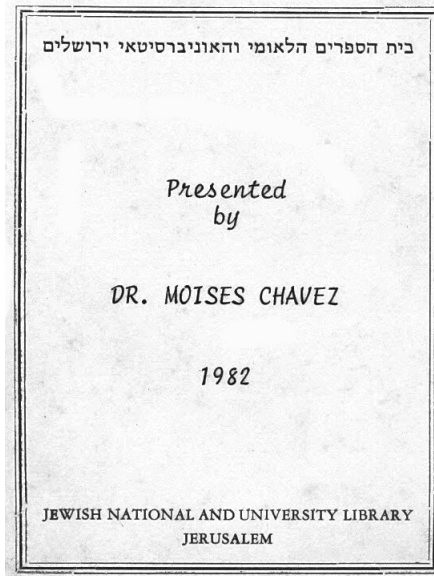 בית הספרים הלאומי והאוניברסיטאי ירושלים
Presented
by
DR. MOISES CHAVEZ
1982
JEWISH NATIONAL AND UNIVERSITY LIBRARY
JERUSALEM